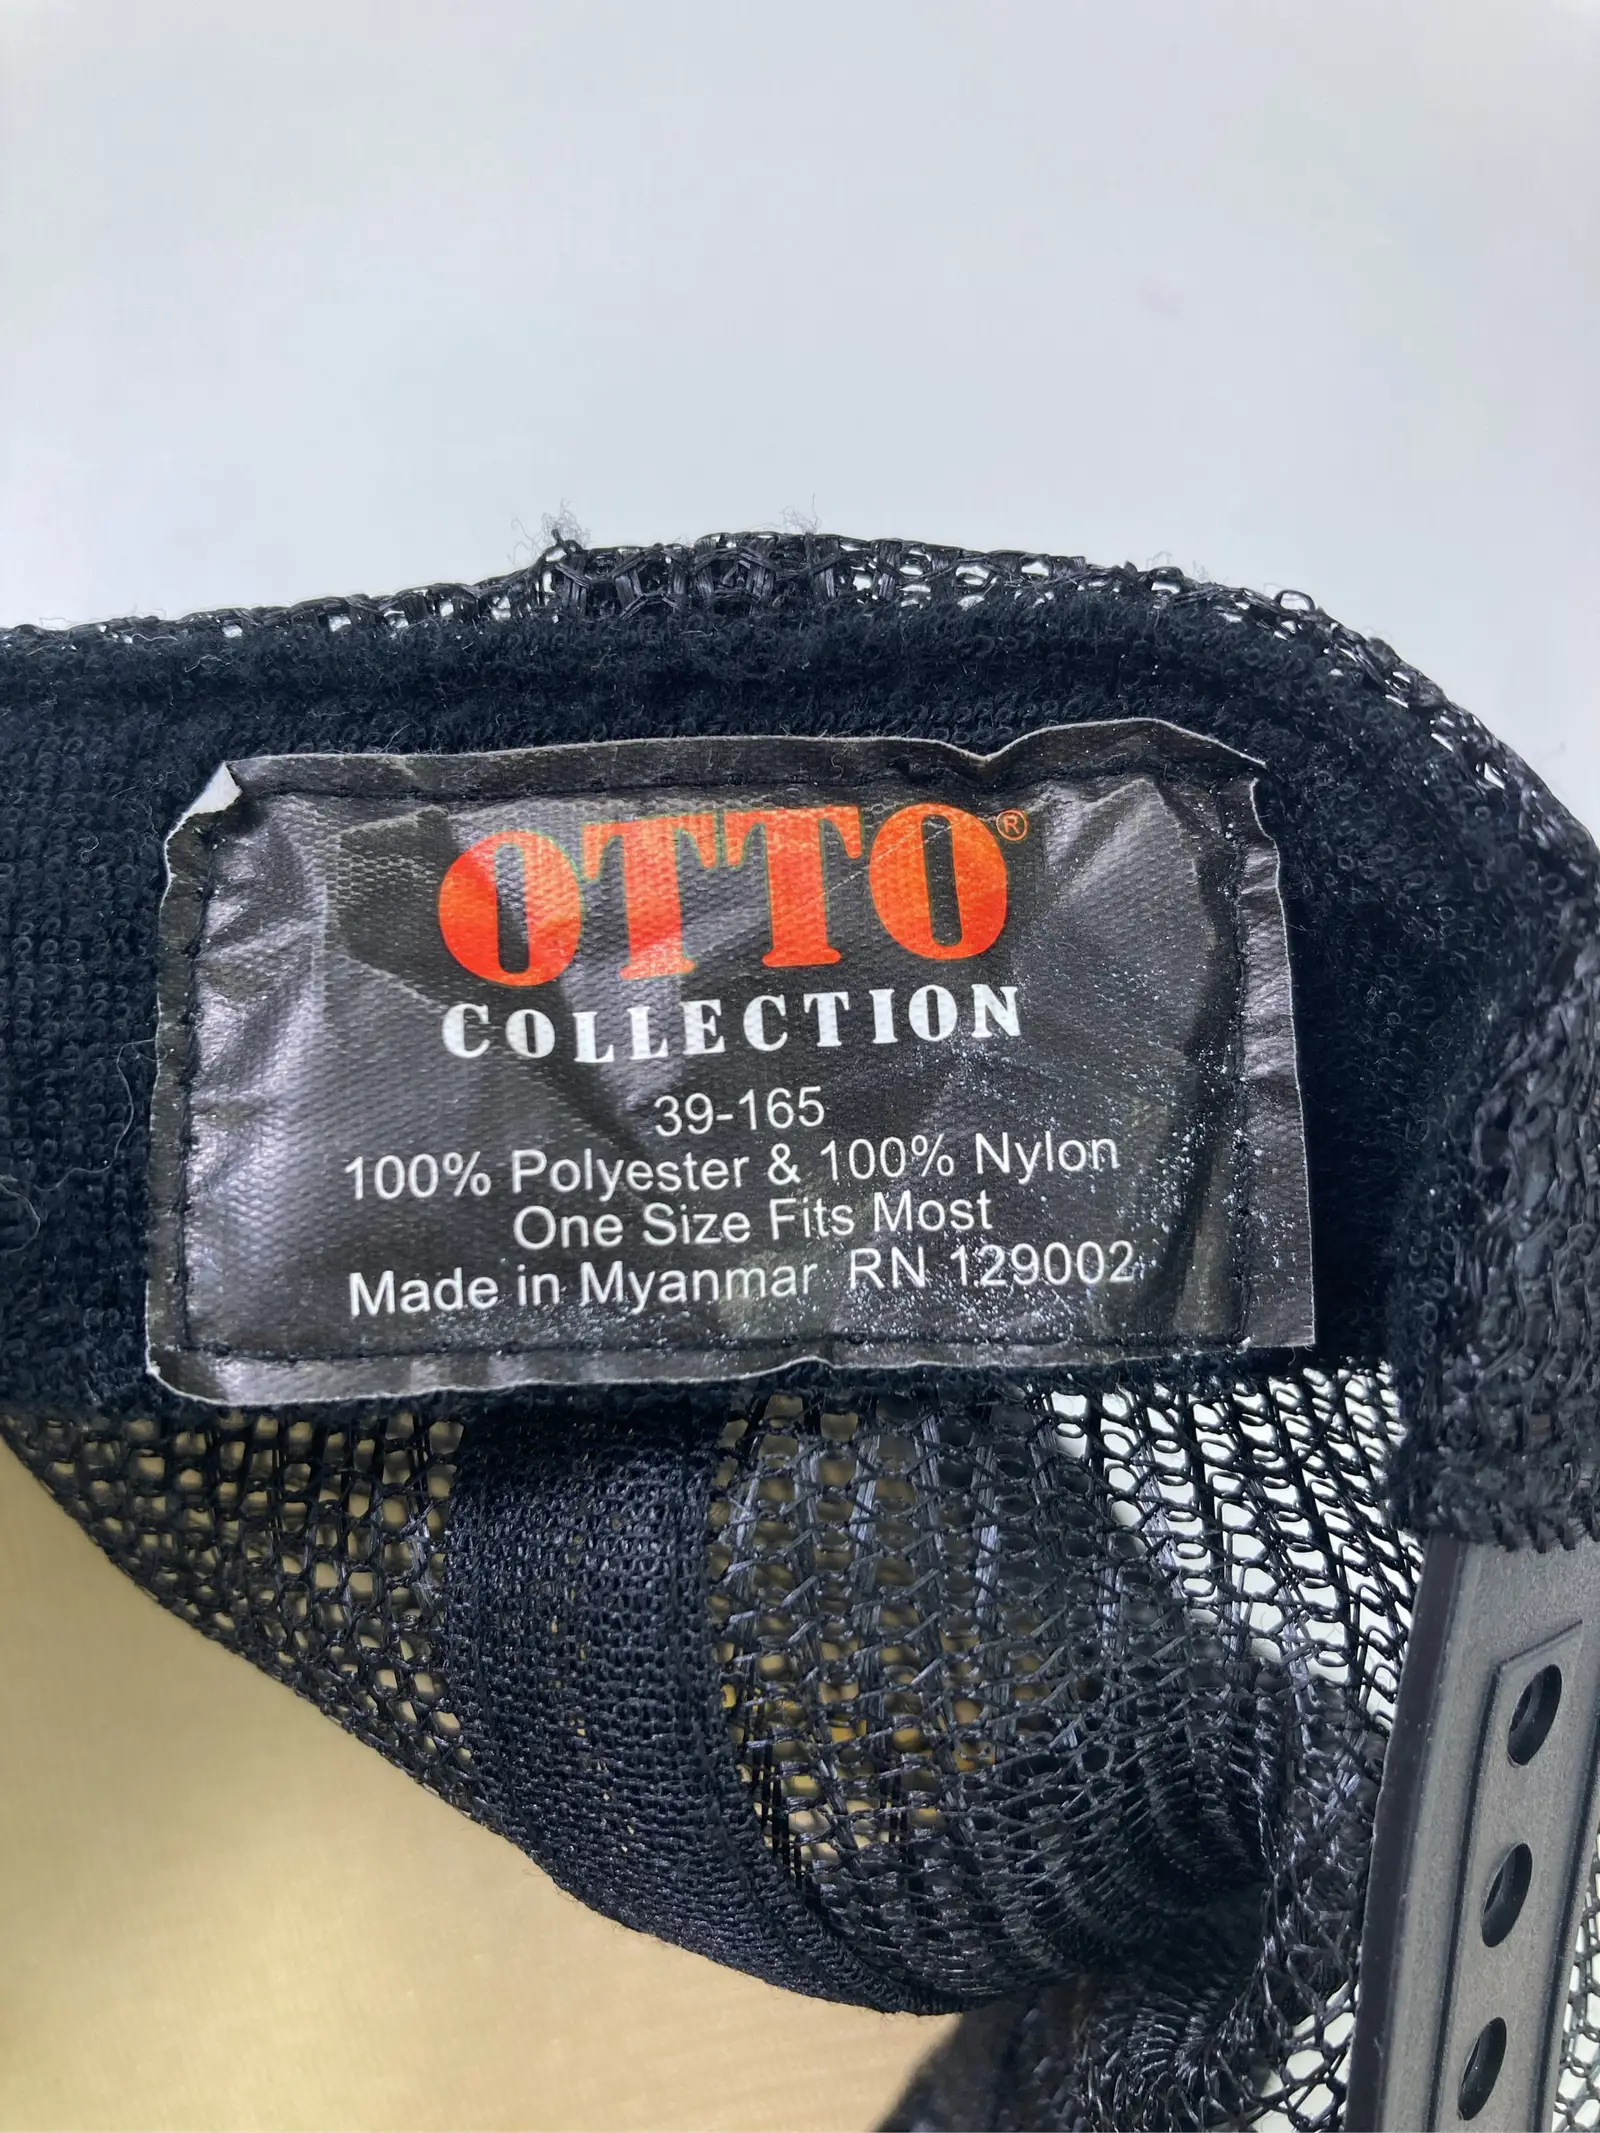 OTTO®
COLLECTION
39-165
100% Polyester & 100% Nylon
One Size Fits Most
Made in Myanmar RN 129002